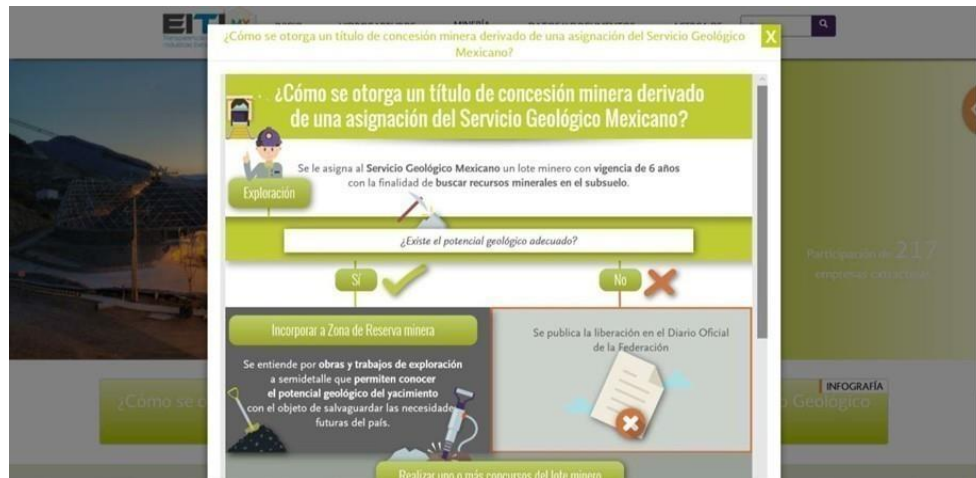 EITI MX
MINERÍA
¿Cómo se otorga un título de concesión minera derivado de una asignación del Servicio Geológico
Mexicano?
X
¿Cómo se otorga un título de concesión minera derivado
de una asignación del Servicio Geológico Mexicano?
Se le asigna al Servicio Geológico Mexicano un lote minero con vigencia de 6 años
con la finalidad de buscar recursos minerales en el subsuelo.
Exploración
¿Existe el potencial geológico adecuado?
Sí
No
Incorporar a Zona de Reserva minera
Se entiende por obras y trabajos de exploración
a semidetalle que permiten conocer
el potencial geológico del yacimiento
con el objeto de salvaguardar las necesidades
futuras del país.
Se publica la liberación en el Diario Oficial
de la Federación
Realizar uno o más concursos del lote minero
Participación de 217
empresas extractivas
INFOGRAFÍA
¿Cómo se o
o Geológico